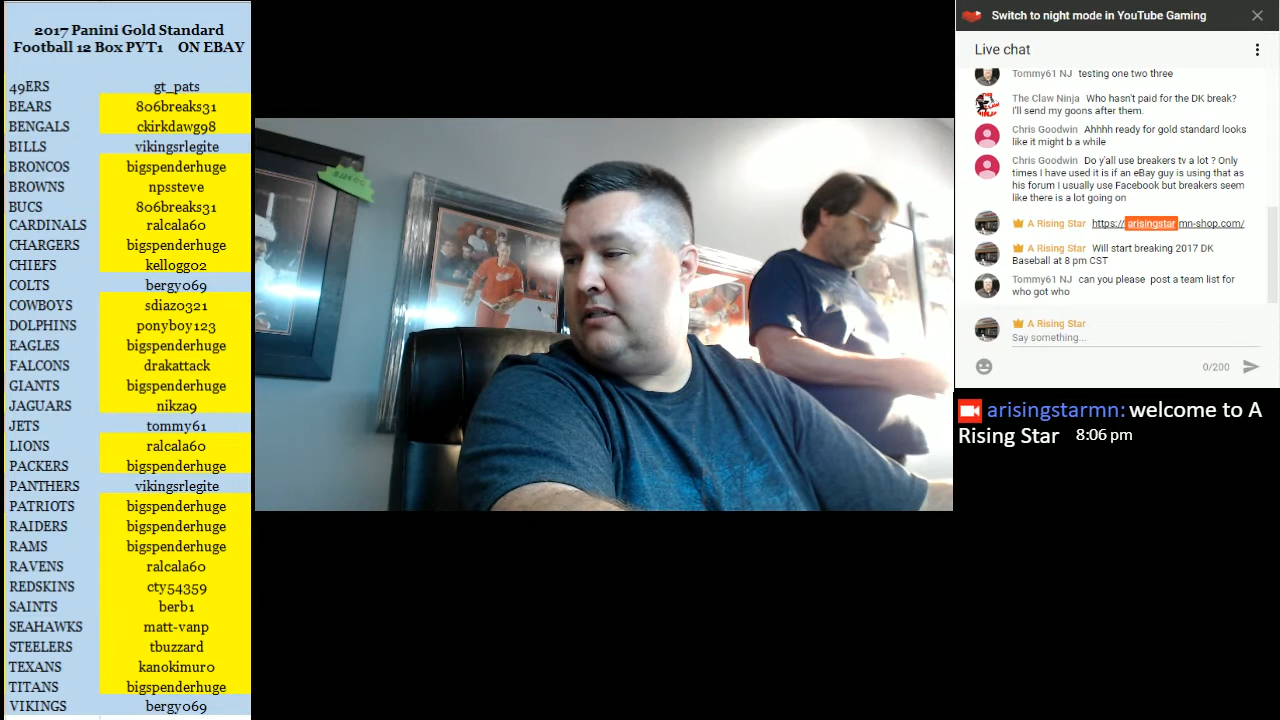 2017 Panini Gold Standard
Football 12 Box PYT1 ON EBAY
49ERS gt_pats
BEARS 806breaks31
BENGALS ckirkdawg98
BILLS vikingsrlegite
BRONCOS bigspenderhuge
BROWNS npssteve
BUCS 806breaks31
CARDINALS ralcala60
CHARGERS bigspenderhuge
CHIEFS kellogg02
COLTS bergy069
COWBOYS sdiazo321
DOLPHINS ponyboy123
EAGLES bigspenderhuge
FALCONS drakattack
GIANTS bigspenderhuge
JAGUARS nikza9
JETS tommy61
LIONS ralcala60
PACKERS bigspenderhuge
PANTHERS vikingsrlegite
PATRIOTS bigspenderhuge
RAIDERS bigspenderhuge
RAMS bigspenderhuge
RAVENS ralcala60
REDSKINS cty54359
SAINTS berb1
SEAHAWKS matt-vanp
STEELERS tbuzzard
TEXANS kanokimuro
TITANS bigspenderhuge
VIKINGS bergy069
Switch to night mode in YouTube Gaming
Live chat
Tommy61 NJ testing one two three
The Claw Ninja Who hasn't paid for the DK break?
I'll send my goons after them.
Chris Goodwin Ahhhh ready for gold standard looks
like it might b a while
Chris Goodwin Do y'all use breakers tv a lot ? Only
times I have used it is if an eBay guy is using that as
his forum I usually use Facebook but breakers seem
like there is a lot going on
A Rising Star https://arisingstarmn-shop.com/
A Rising Star Will start breaking 2017 DK
Baseball at 8 pm CST
Tommy61 NJ can you please post a team list for
who got who
A Rising Star
Say something...
0/200
arisingstarmn: welcome to A
Rising Star 8:06 pm